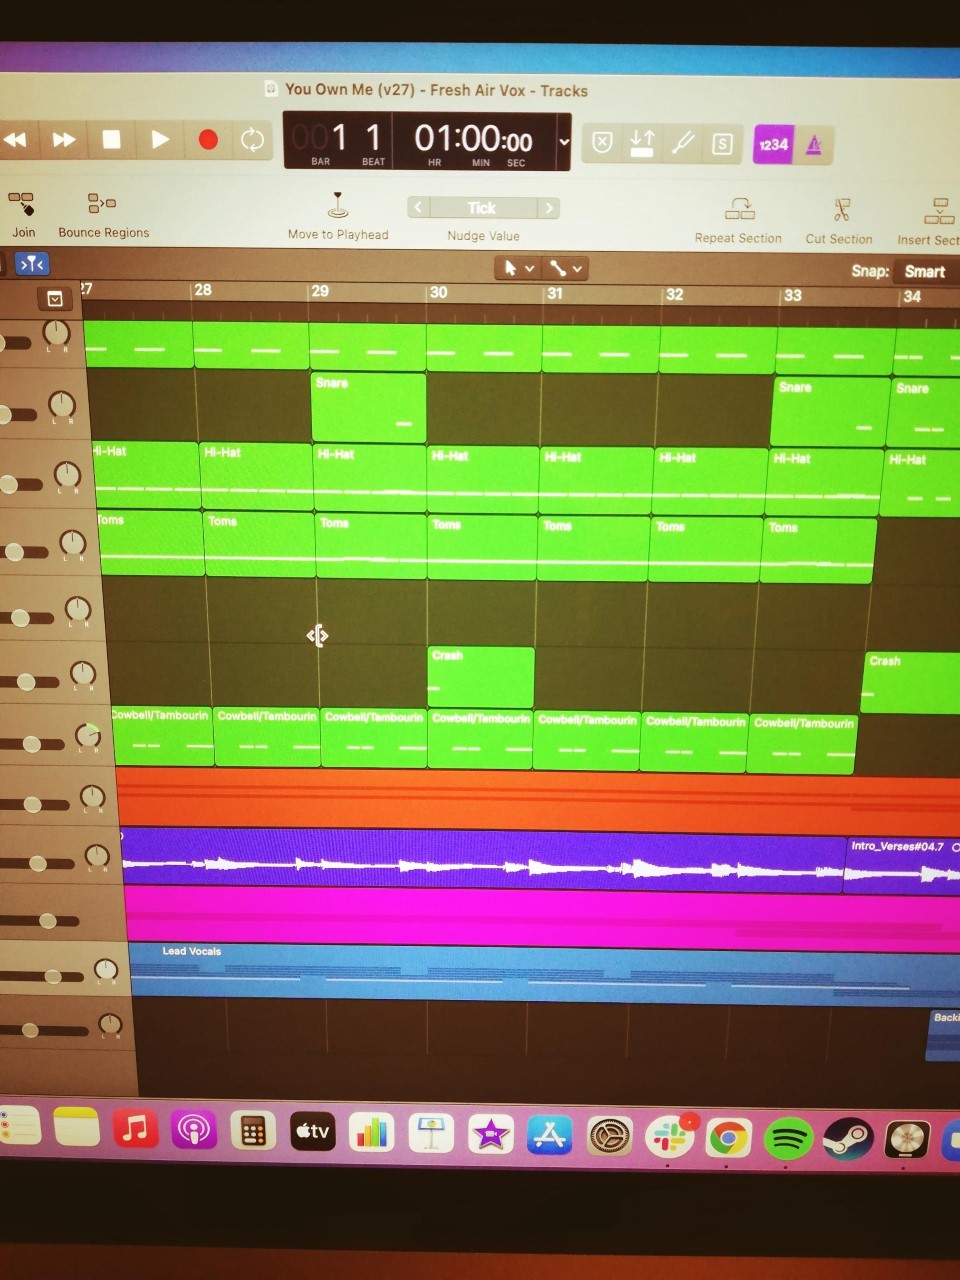 You Own Me (v27) - Fresh Air Vox - Tracks
001 1 01:00:00
BAR BEAT HR MIN SEC
1234
S
Tick
Join Bounce Regions Move to Playhead Nudge Value Repeat Section Cut Section Insert Sect
Snap: Smart
27 28 29 30 31 32 33 34
L R
Snare Snare Snare
L R
Hi-Hat Hi-Hat Hi-Hat Hi-Hat Hi-Hat Hi-Hat Hi-Hat Hi-Hat
L R
Toms Toms Toms Toms Toms Toms Toms
L R
L R
Crash Crash
L R
Cowbell/Tambourin Cowbell/Tambourin Cowbell/Tambourin Cowbell/Tambourin Cowbell/Tambourin Cowbell/Tambourin Cowbell/Tambourin
L R
L R
Intro_Verses#04.7
L R
Lead Vocals
L R
Backi
L R
tv